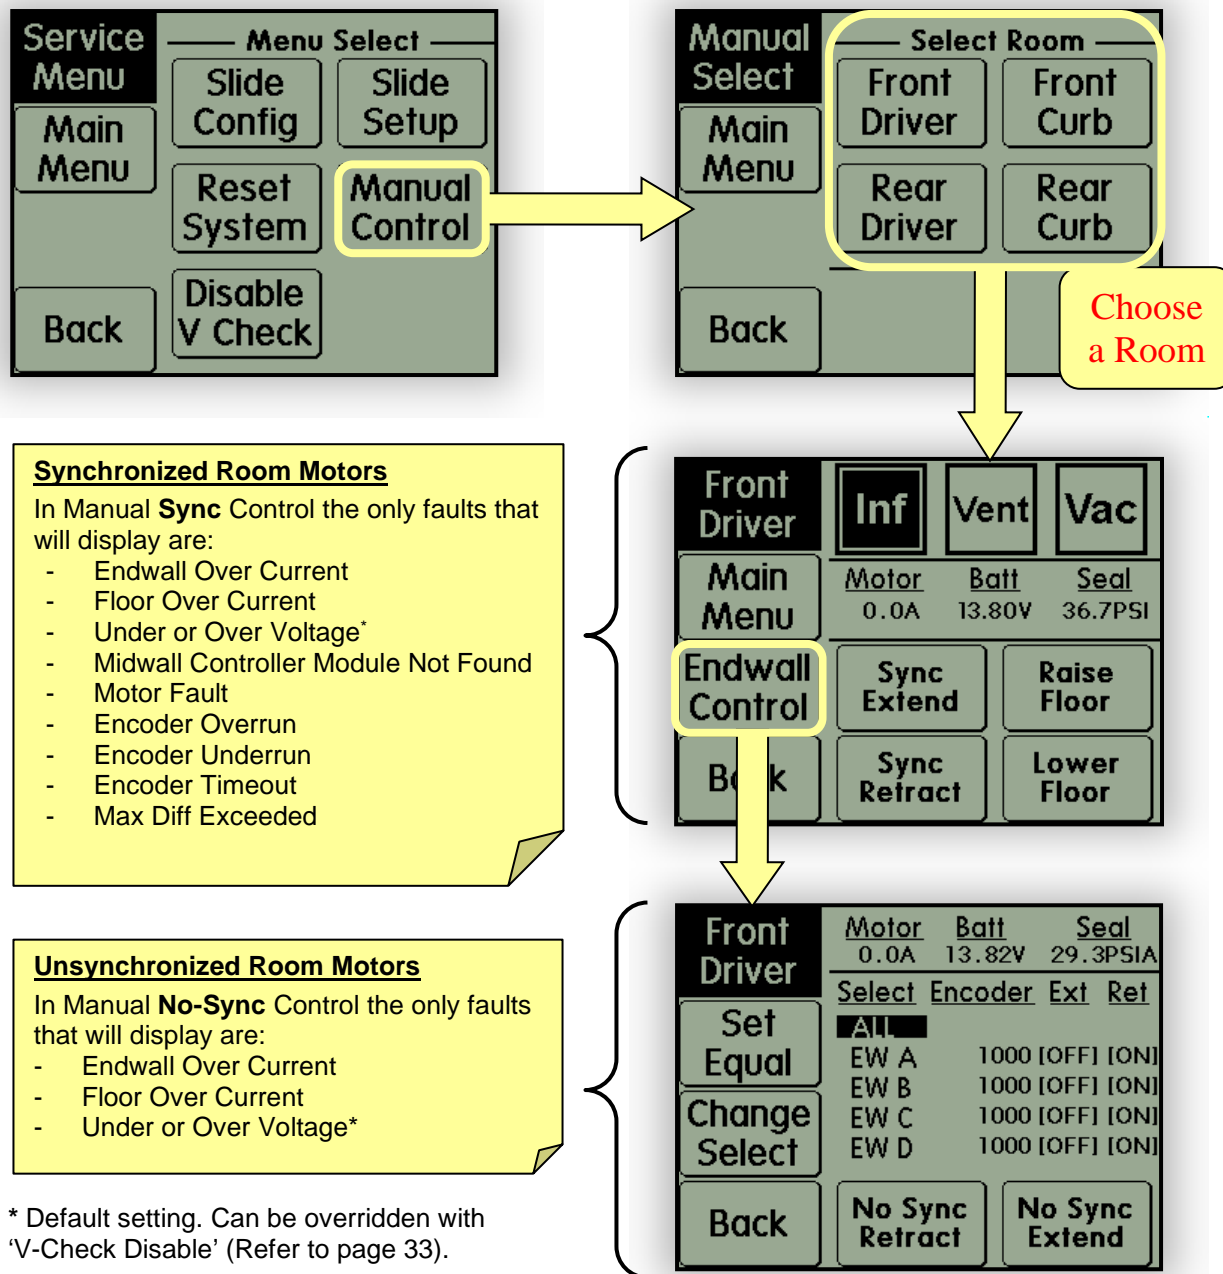 Service
Menu
Main
Menu
Back
Menu Select
Slide
Config
Slide
Setup
Reset
System
Manual
Control
Disable
V Check
Manual
Select
Main
Menu
Back
Select Room
Front
Driver
Front
Curb
Rear
Driver
Rear
Curb
Choose
a Room
Synchronized Room Motors
In Manual Sync Control the only faults that
will display are:
- Endwall Over Current
- Floor Over Current
- Under or Over Voltage*
- Midwall Controller Module Not Found
- Motor Fault
- Encoder Overrun
- Encoder Underrun
- Encoder Timeout
- Max Diff Exceeded
Front
Driver
Main
Menu
Endwall
Control
Back
Inf Vent Vac
Motor Batt Seal
0.0A 13.80V 36.7PSI
Sync
Extend
Raise
Floor
Sync
Retract
Lower
Floor
Unsynchronized Room Motors
In Manual No-Sync Control the only faults
that will display are:
- Endwall Over Current
- Floor Over Current
- Under or Over Voltage*
* Default setting. Can be overridden with
‘V-Check Disable’ (Refer to page 33).
Front
Driver
Set
Equal
Change
Select
Back
Motor Batt Seal
0.0A 13.82V 29.3PSIA
Select Encoder Ext Ret
ALL
EW A 1000 [OFF] [ON]
EW B 1000 [OFF] [ON]
EW C 1000 [OFF] [ON]
EW D 1000 [OFF] [ON]
No Sync
Retract
No Sync
Extend